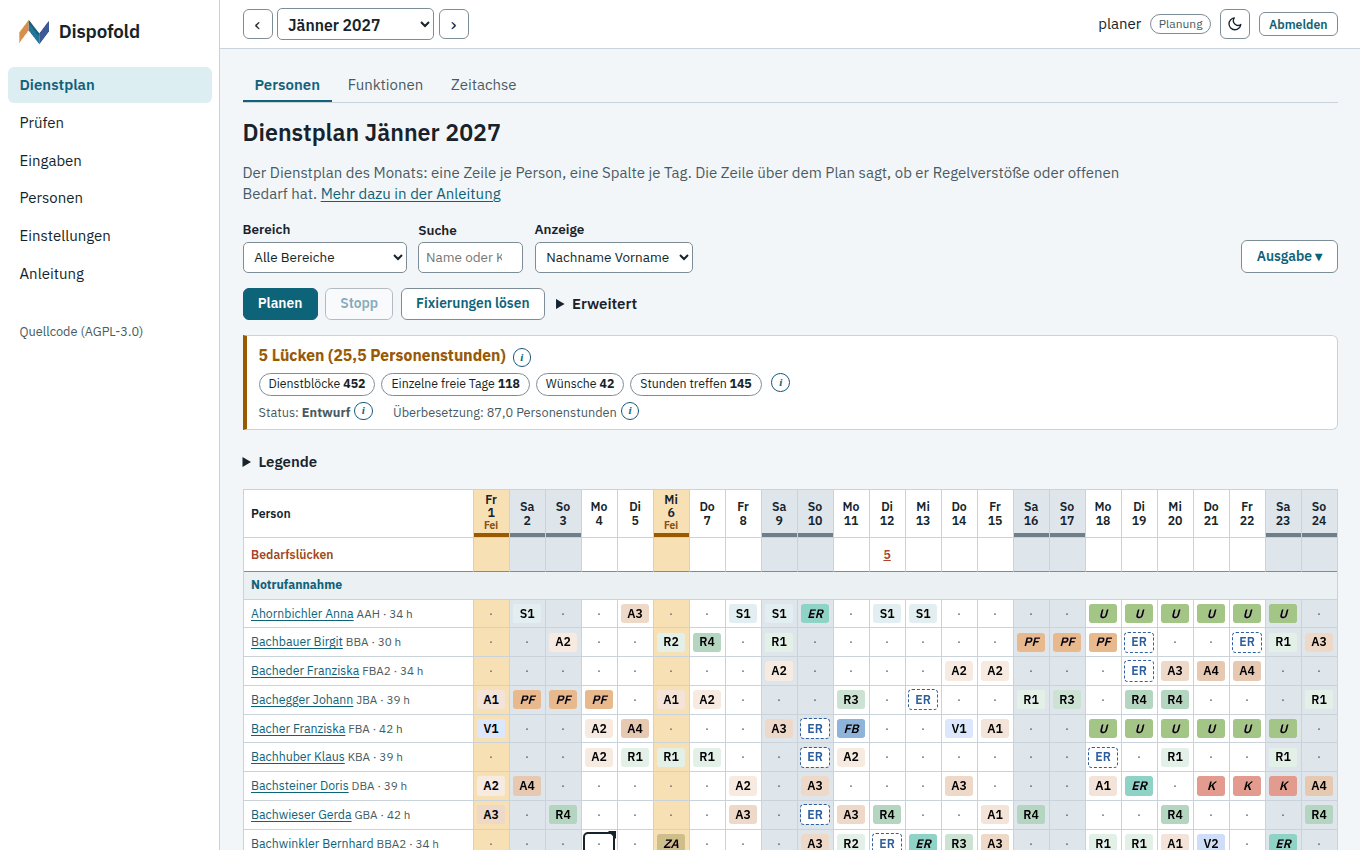 Dispofold
Dienstplan
Prüfen
Eingaben
Personen
Einstellungen
Anleitung
Quellcode (AGPL-3.0)
‹ Jänner 2027 ›
planer Planung Abmelden
Personen Funktionen Zeitachse
Dienstplan Jänner 2027
Der Dienstplan des Monats: eine Zeile je Person, eine Spalte je Tag. Die Zeile über dem Plan sagt, ob er Regelverstöße oder offenen
Bedarf hat. Mehr dazu in der Anleitung
Bereich Suche Anzeige
Alle Bereiche Name oder K Nachname Vorname Ausgabe ▾
Planen Stopp Fixierungen lösen ▶ Erweitert
5 Lücken (25,5 Personenstunden) i
Dienstblöcke 452 Einzelne freie Tage 118 Wünsche 42 Stunden treffen 145 i
Status: Entwurf i Überbesetzung: 87,0 Personenstunden i
▶ Legende
Person Fr 1 Fei Sa 2 So 3 Mo 4 Di 5 Mi 6 Fei Do 7 Fr 8 Sa 9 So 10 Mo 11 Di 12 Mi 13 Do 14 Fr 15 Sa 16 So 17 Mo 18 Di 19 Mi 20 Do 21 Fr 22 Sa 23 So 24
Bedarfslücken 5
Notrufannahme
Ahornbichler Anna AAH · 34 h · S1 · · A3 · · S1 S1 ER · S1 S1 · · · · U U U U U U ·
Bachbauer Birgit BBA · 30 h · · A2 · · R2 R4 · R1 · · · · · · PF PF PF ER · · ER R1 A3
Bacheder Franziska FBA2 · 34 h · · · · · · · · A2 · · · · A2 A2 · · · ER A3 A4 A4 · ·
Bachegger Johann JBA · 39 h A1 PF PF PF · A1 A2 · · · R3 · ER · · R1 R3 · R4 R4 · · · R1
Bacher Franziska FBA · 42 h V1 · · A2 A4 · · · A3 ER FB · · V1 A1 · · U U U U U U ·
Bachhuber Klaus KBA · 39 h · · · A2 R1 R1 R1 · · ER A2 · · · · · · ER · R1 · · R1 ·
Bachsteiner Doris DBA · 39 h A2 A4 · · · · · A2 · A3 · · · A3 · · · A1 ER · K K K A4
Bachwieser Gerda GBA · 42 h A3 · R4 · · · · A3 · ER A3 R4 · · A1 R4 · · · R4 · · · R4
Bachwinkler Bernhard BBA2 · 34 h · · · · · ZA · · · A3 R2 ER ER R3 A3 · · R1 R1 A1 V2 · ER ·